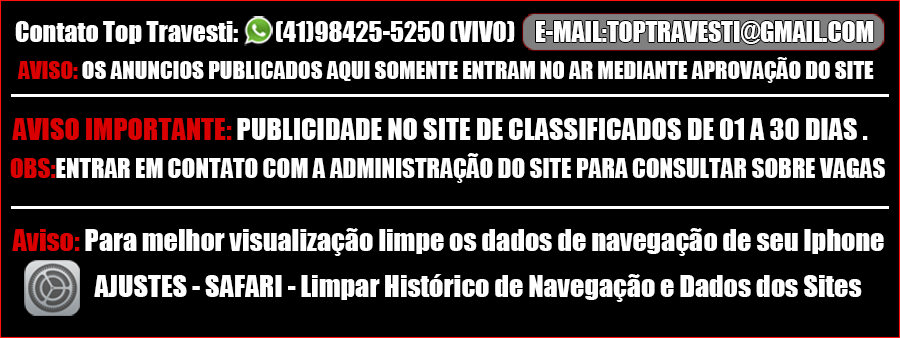 Contato Top Travesti: (41)98425-5250 (VIVO) E-MAIL:TOPTRAVESTI@GMAIL.COM
AVISO: OS ANUNCIOS PUBLICADOS AQUI SOMENTE ENTRAM NO AR MEDIANTE APROVAÇÃO DO SITE
AVISO IMPORTANTE: PUBLICIDADE NO SITE DE CLASSIFICADOS DE 01 A 30 DIAS .
OBS:ENTRAR EM CONTATO COM A ADMINISTRAÇÃO DO SITE PARA CONSULTAR SOBRE VAGAS
Aviso: Para melhor visualização limpe os dados de navegação de seu Iphone
AJUSTES - SAFARI - Limpar Histórico de Navegação e Dados dos Sites